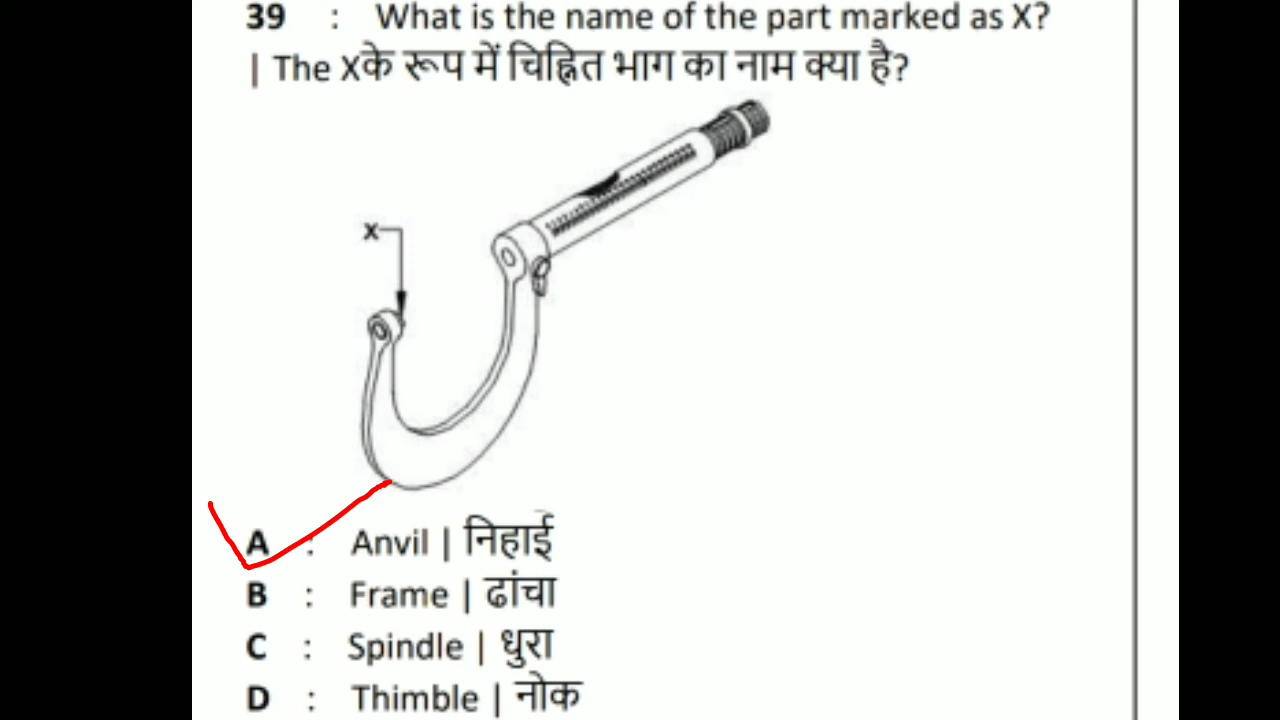 39 : What is the name of the part marked as X?
| The Xके रूप में चिह्नित भाग का नाम क्या है?
X
A : Anvil | निहाई
B : Frame | ढांचा
C : Spindle | धुरा
D : Thimble | नोक